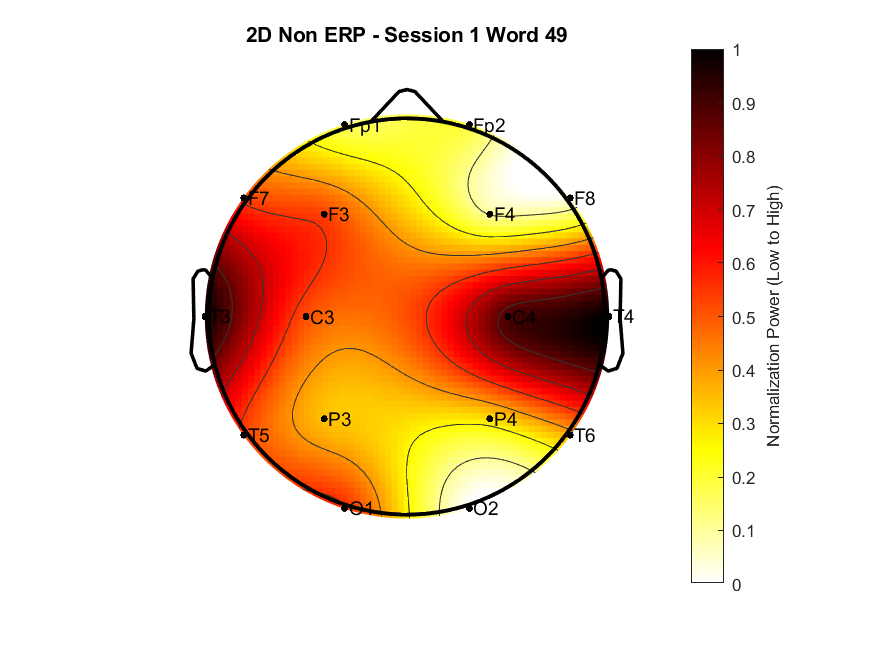 2D Non ERP - Session 1 Word 49
Fp1 Fp2
F7 F8
F3 F4
T3 C3 C4 T4
P3 P4
T5 T6
O1 O2
1
0.9
0.8
0.7
0.6
0.5
0.4
0.3
0.2
0.1
0
Normalization Power (Low to High)